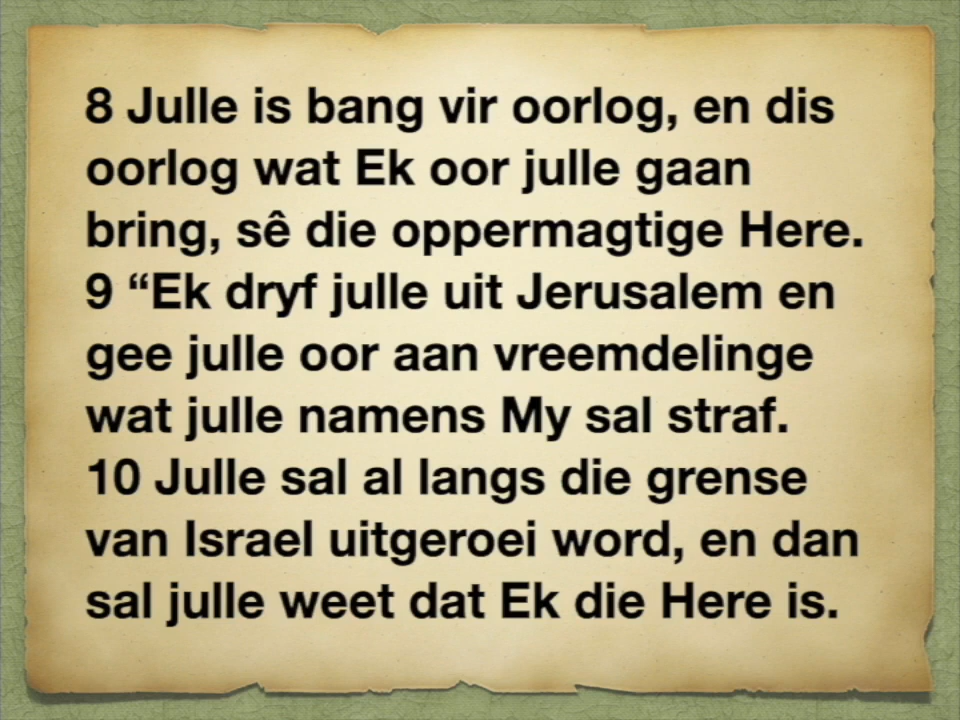 8 Julle is bang vir oorlog, en dis
oorlog wat Ek oor julle gaan
bring, sê die oppermagtige Here.
9 “Ek dryf julle uit Jerusalem en
gee julle oor aan vreemdelinge
wat julle namens My sal straf.
10 Julle sal al langs die grense
van Israel uitgeroei word, en dan
sal julle weet dat Ek die Here is.